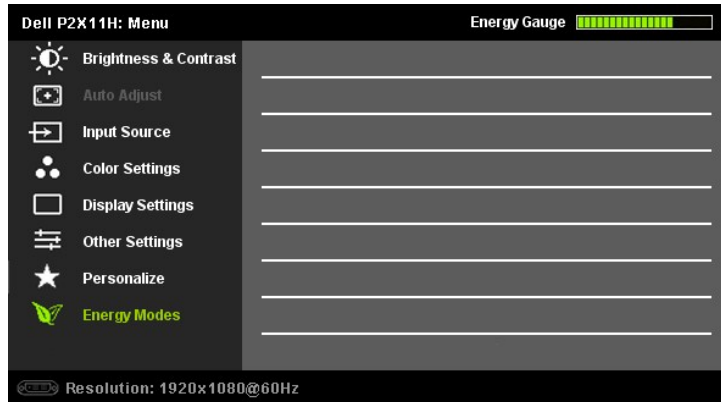 Dell P2X11H: Menu Energy Gauge
Brightness & Contrast
Auto Adjust
Input Source
Color Settings
Display Settings
Other Settings
Personalize
Energy Modes
Resolution: 1920x1080@60Hz